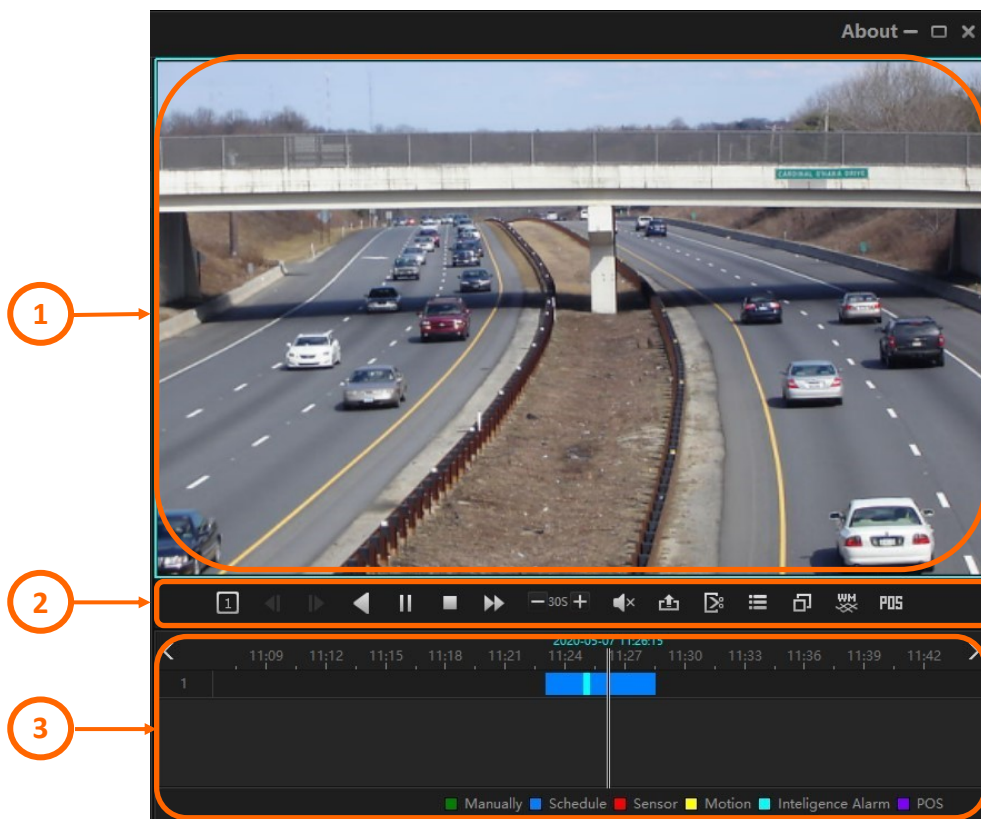 About
CARDINAL O'HARA DRIVE
1
2
1 30S WM POS
2020-05-07 11:26:15
11:09 11:12 11:15 11:18 11:21 11:24 11:27 11:30 11:33 11:36 11:39 11:42
1
3
Manually Schedule Sensor Motion Inteligence Alarm POS